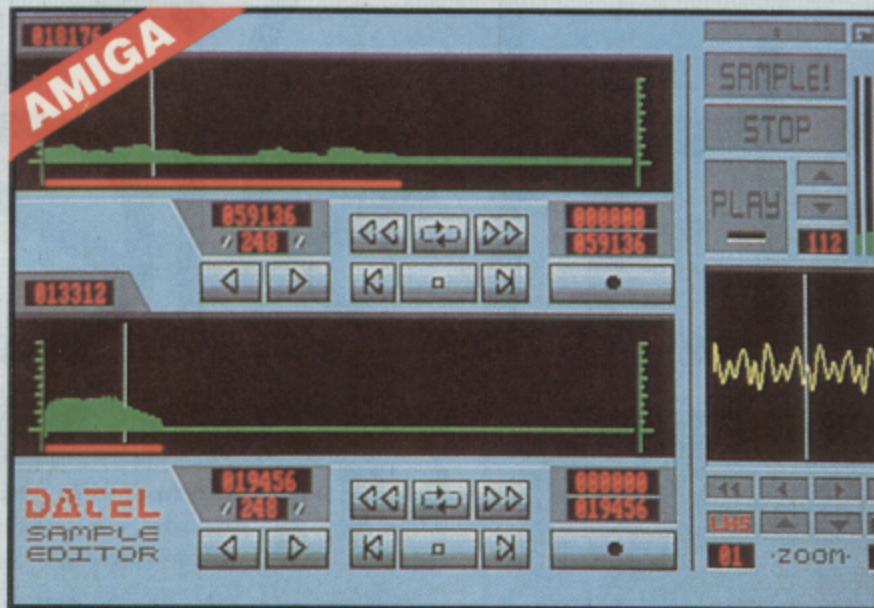 018176
AMIGA
SAMPLE!
STOP
PLAY
112
059136
248
000000
059136
013312
019456
248
000000
019456
DATEL
SAMPLE
EDITOR
LHS
01
·ZOOM·